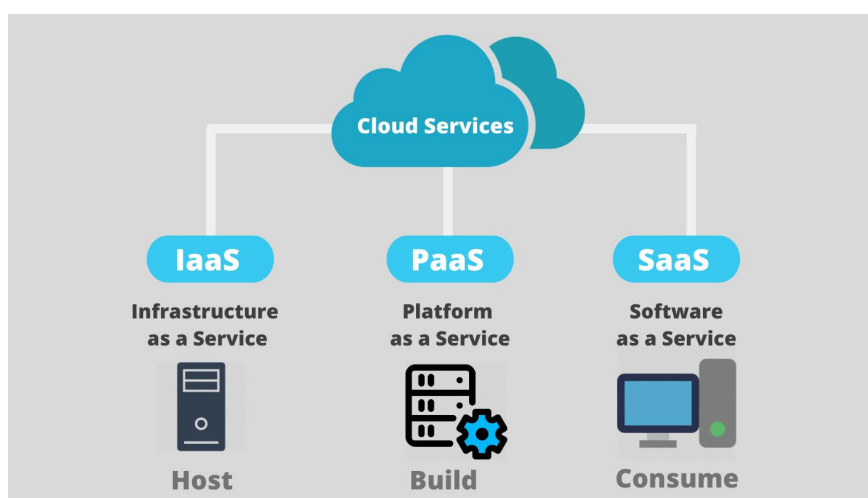 Cloud Services
IaaS
Infrastructure
as a Service
Host
PaaS
Platform
as a Service
Build
SaaS
Software
as a Service
Consume